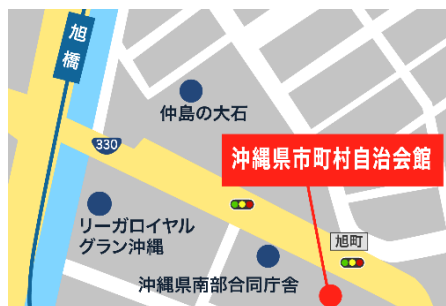 旭橋
仲島の大石
330
沖縄県市町村自治会館
リーガロイヤル
グラン沖縄
旭町
沖縄県南部合同庁舎